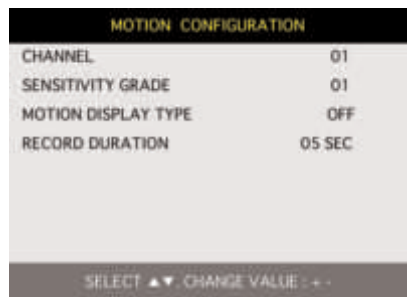 MOTION CONFIGURATION
CHANNEL 01
SENSITIVITY GRADE 01
MOTION DISPLAY TYPE OFF
RECORD DURATION 05 SEC
SELECT ▲▼ CHANGE VALUE : + -